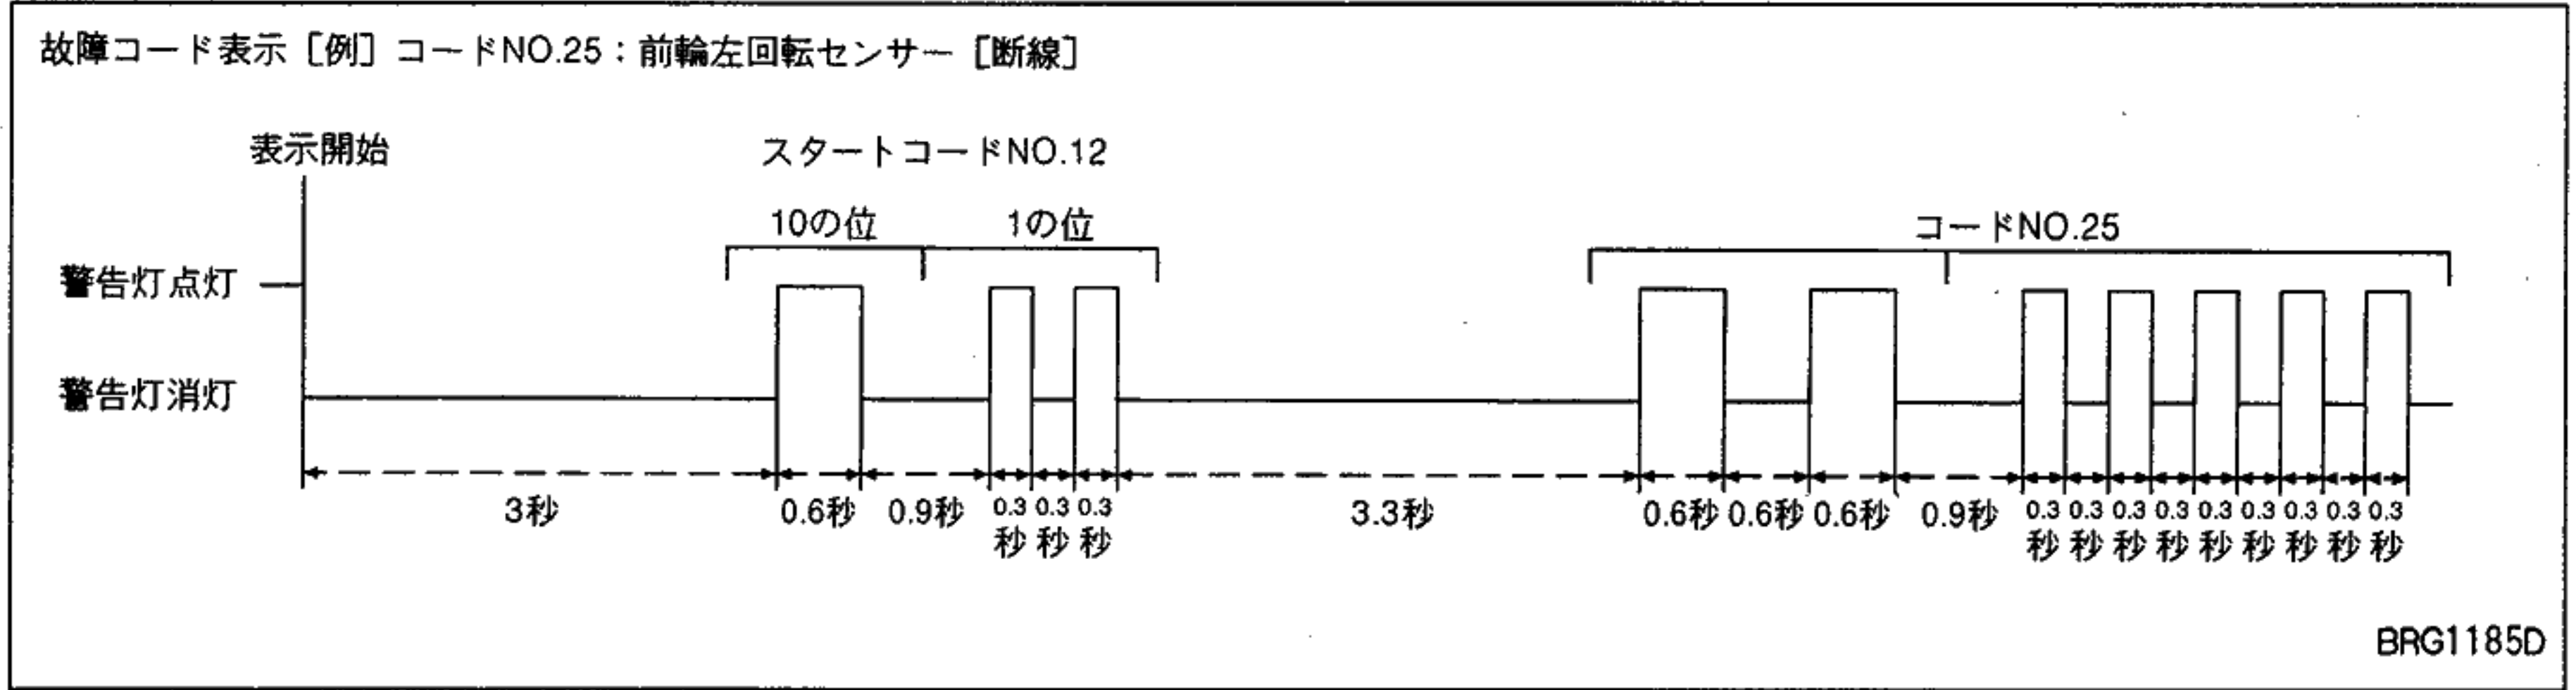 故障コード表示［例］コードNO.25：前輪左回転センサー［断線］
表示開始
スタートコードNO.12
10の位
1の位
コードNO.25
警告灯点灯
警告灯消灯
3秒
0.6秒
0.9秒
0.3秒
0.3秒
0.3秒
3.3秒
0.6秒
0.6秒
0.6秒
0.9秒
0.3秒
0.3秒
0.3秒
0.3秒
0.3秒
0.3秒
0.3秒
0.3秒
0.3秒
BRG1185D